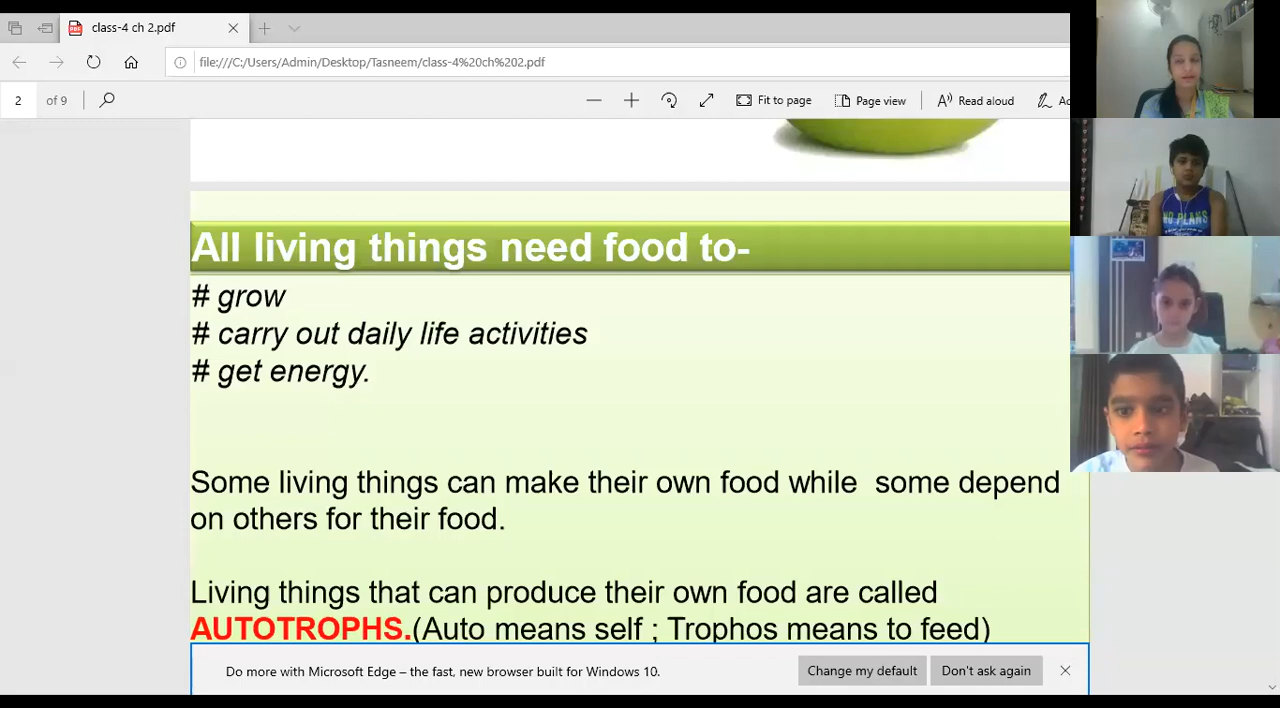 class-4 ch 2.pdf
file:///C:/Users/Admin/Desktop/Tasneem/class-4%20ch%202.pdf
2 of 9 Fit to page Page view Read aloud
All living things need food to-
# grow
# carry out daily life activities
# get energy.
Some living things can make their own food while some depend
on others for their food.
Living things that can produce their own food are called
AUTOTROPHS.(Auto means self ; Trophos means to feed)
Do more with Microsoft Edge – the fast, new browser built for Windows 10. Change my default Don't ask again